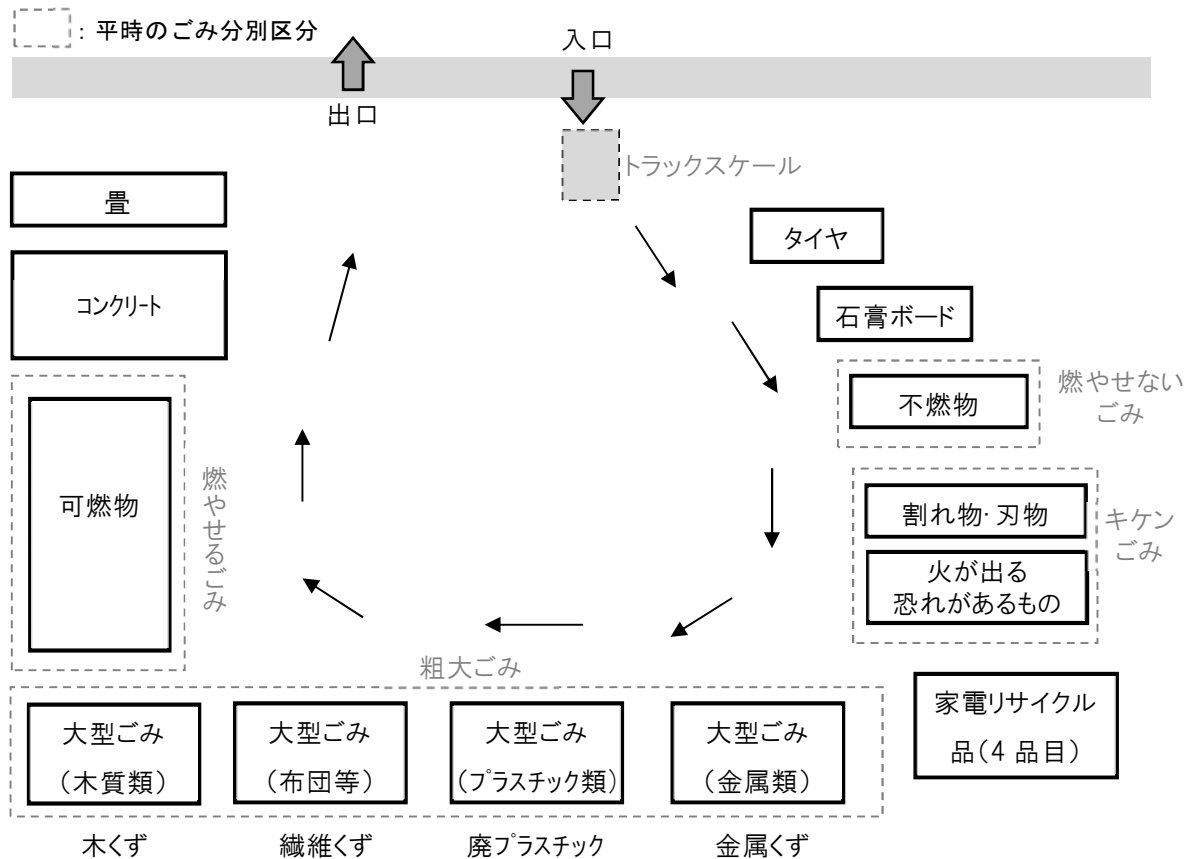 ：平時のごみ分別区分
入口
出口
トラックスケール
畳
タイヤ
コンクリート
石膏ボード
不燃物
燃やせない
ごみ
可燃物
燃やせるごみ
割れ物・刃物
火が出る
恐れがあるもの
キケン
ごみ
粗大ごみ
家電リサイクル
品（４品目）
大型ごみ
（木質類）
大型ごみ
（布団等）
大型ごみ
（プラスチック類）
大型ごみ
（金属類）
木くず
繊維くず
廃プラスチック
金属くず